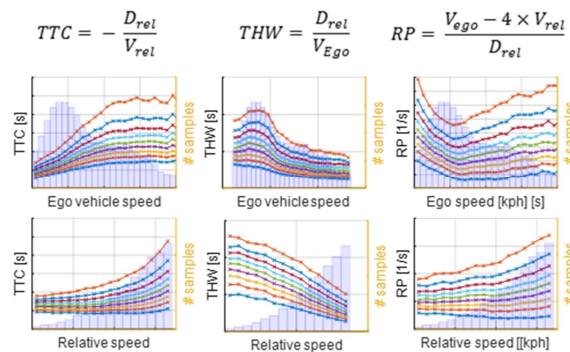 TTC = − D_rel / V_rel
THW = D_rel / V_Ego
RP = V_ego − 4 × V_rel / D_rel
TTC [s]
# samples
Ego vehicle speed
THW [s]
# samples
Ego vehicle speed
RP [1/s]
# samples
Ego speed [kph] [s]
TTC [s]
# samples
Relative speed
THW [s]
# samples
Relative speed
RP [1/s]
# samples
Relative speed [[kph]